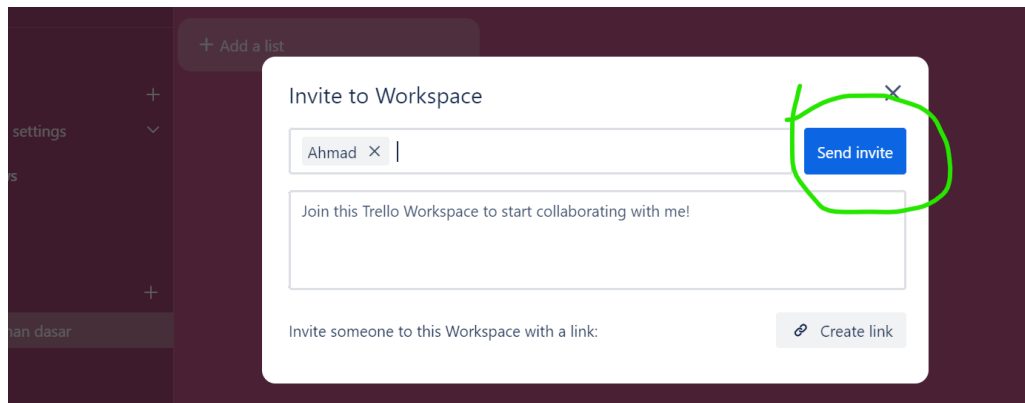 + Add a list
settings
Invite to Workspace
Ahmad
Send invite
Join this Trello Workspace to start collaborating with me!
dasar
Invite someone to this Workspace with a link:
Create link